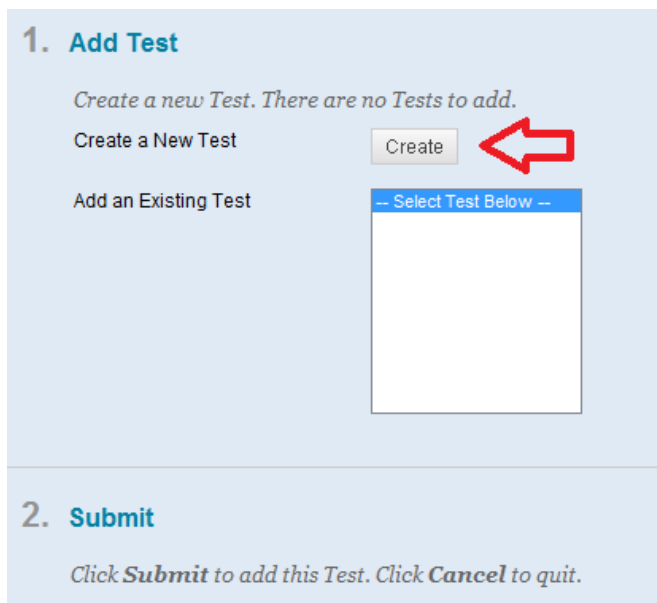 1. Add Test
Create a new Test. There are no Tests to add.
Create a New Test Create
Add an Existing Test -- Select Test Below --
2. Submit
Click Submit to add this Test. Click Cancel to quit.